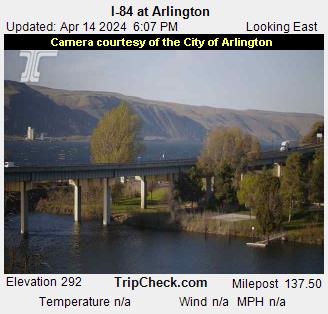 I-84 at Arlington
Updated: Apr 14 2024 6:07 PM Looking East
Camera courtesy of the City of Arlington
Elevation 292 TripCheck.com Milepost 137.50
Temperature n/a Wind n/a MPH n/a